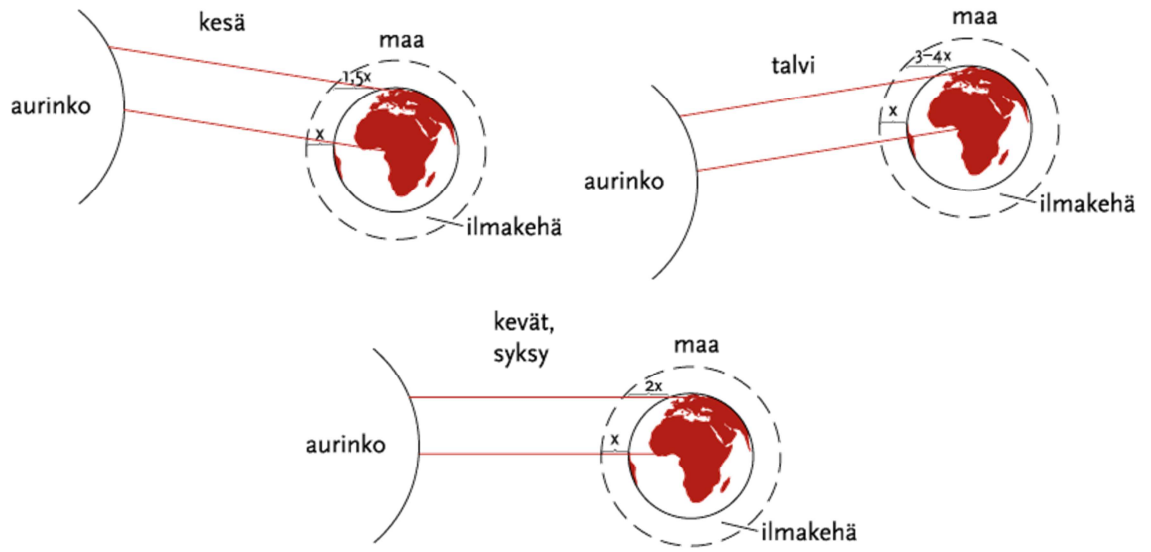 kesä
maa
1,5x
aurinko
x
ilmakehä
maa
talvi
3–4x
x
aurinko
ilmakehä
kevät,
syksy
maa
2x
x
aurinko
ilmakehä